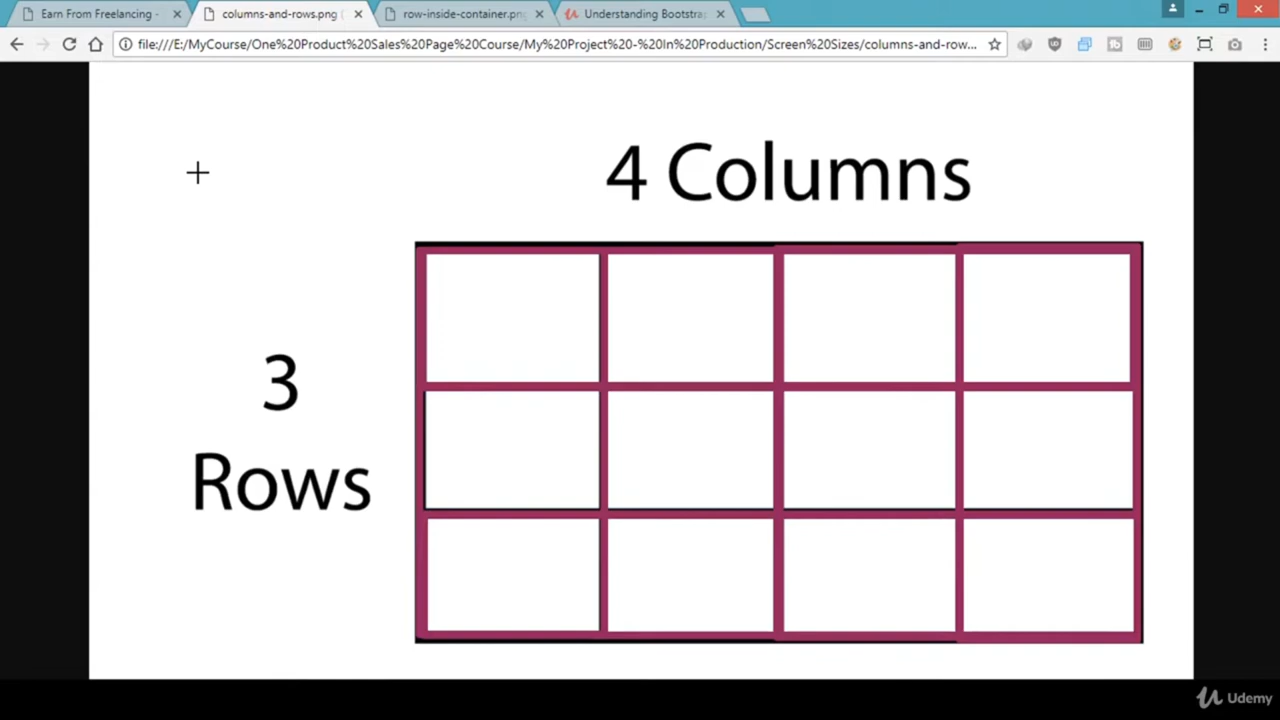 Earn From Freelancing -
columns-and-rows.png
row-inside-container.png
Understanding Bootstrap
file:///E:/MyCourse/One%20Product%20Sales%20Page%20Course/My%20Project%20-%20In%20Production/Screen%20Sizes/columns-and-row...
4 Columns
3
Rows
Udemy